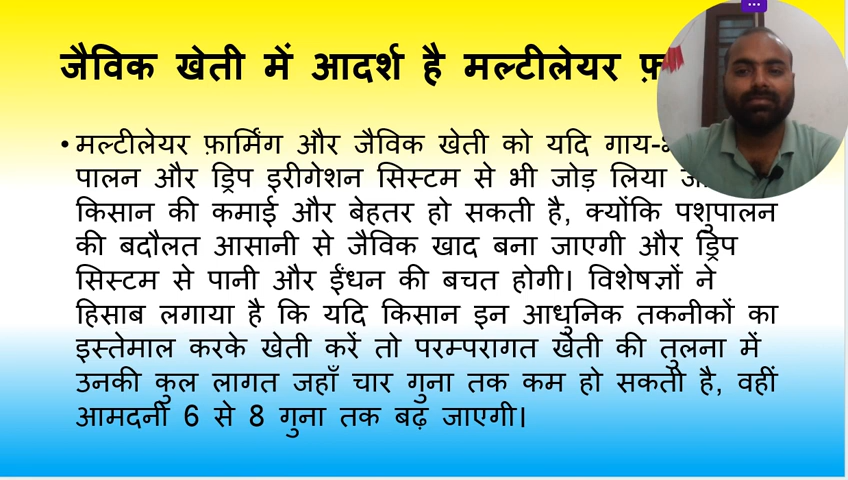 जैविक खेती में आदर्श है मल्टीलेयर
• मल्टीलेयर फ़ार्मिंग और जैविक खेती को यदि
पालन और ड्रिप इरीगेशन सिस्टम से भी जोड़ लिया
किसान की कमाई और बेहतर हो सकती है, क्योंकि पशुपालन
की बदौलत आसानी से जैविक खाद बना जाएगी और ड्रिप
सिस्टम से पानी और ईंधन की बचत होगी। विशेषज्ञों ने
हिसाब लगाया है कि यदि किसान इन आधुनिक तकनीकों का
इस्तेमाल करके खेती करें तो परम्परागत खेती की तुलना में
उनकी कुल लागत जहाँ चार गुना तक कम हो सकती है, वहीं
आमदनी 6 से 8 गुना तक बढ़ जाएगी।